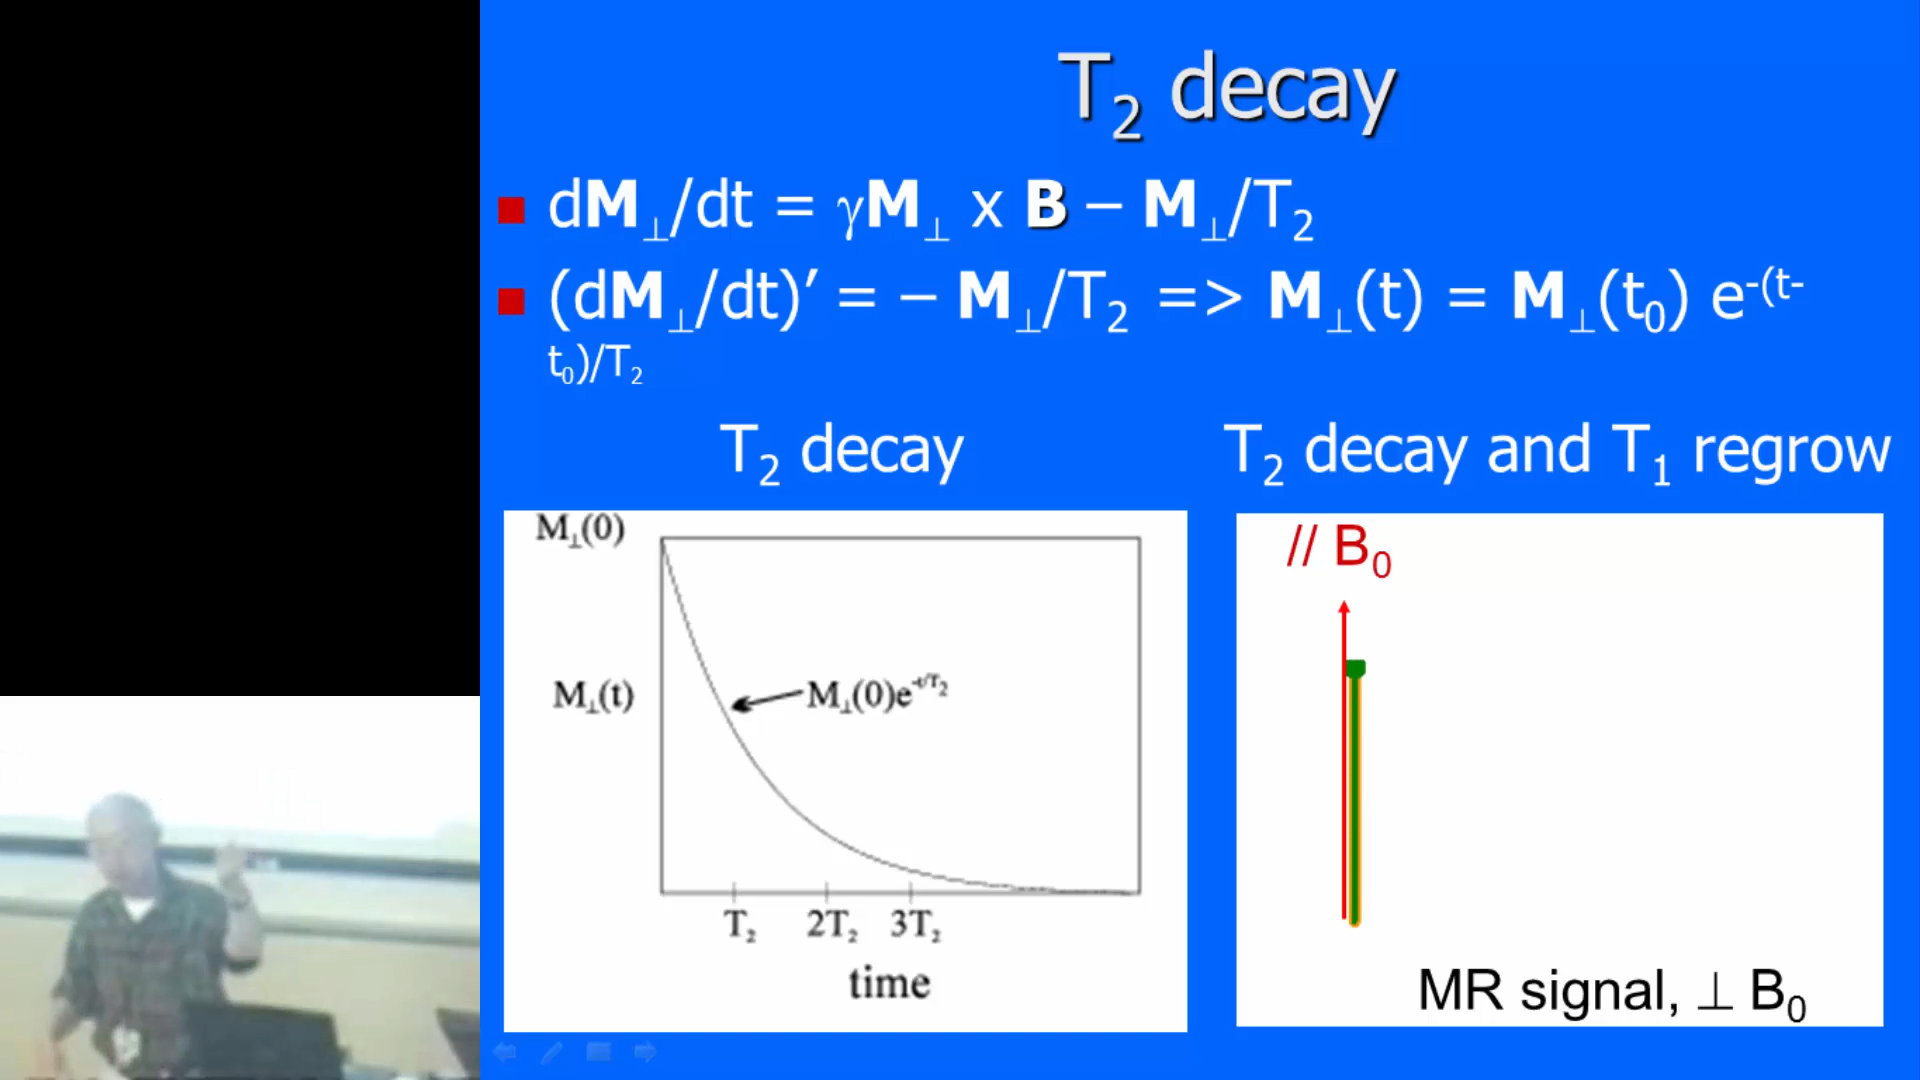 T₂ decay
dM⊥/dt = γM⊥ x B – M⊥/T₂
(dM⊥/dt)’ = – M⊥/T₂ => M⊥(t) = M⊥(t₀) e-(t-
t₀)/T₂
T₂ decay
T₂ decay and T₁ regrow
M⊥(0)
M⊥(t)
M⊥(0)e-t/T₂
T₂ 2T₂ 3T₂
time
// B₀
MR signal, ⊥ B₀